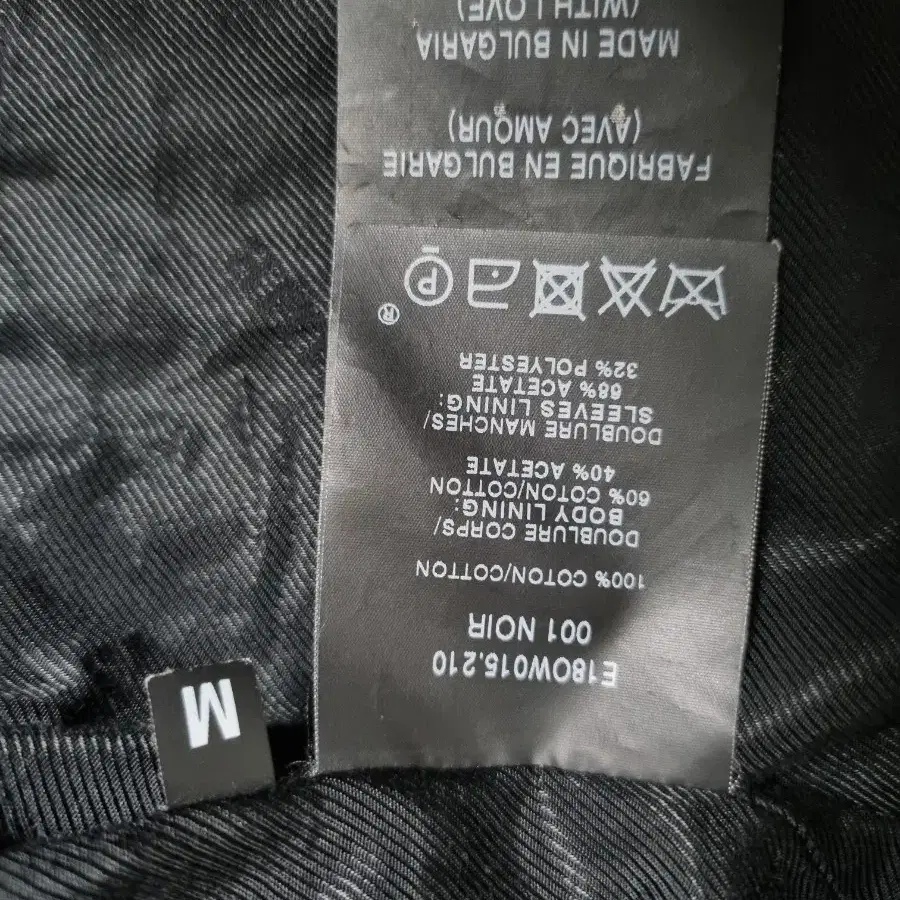 E18OW015.210
001 NOIR
M
100% COTON/COTTON
DOUBLURE CORPS/
BODY LINING:
60% COTON/COTTON
40% ACETATE
DOUBLURE MANCHES/
SLEEVES LINING:
68% ACETATE
32% POLYESTER
®
P
FABRIQUE EN BULGARIE
(AVEC AMOUR)
MADE IN BULGARIA
(WITH LOVE)